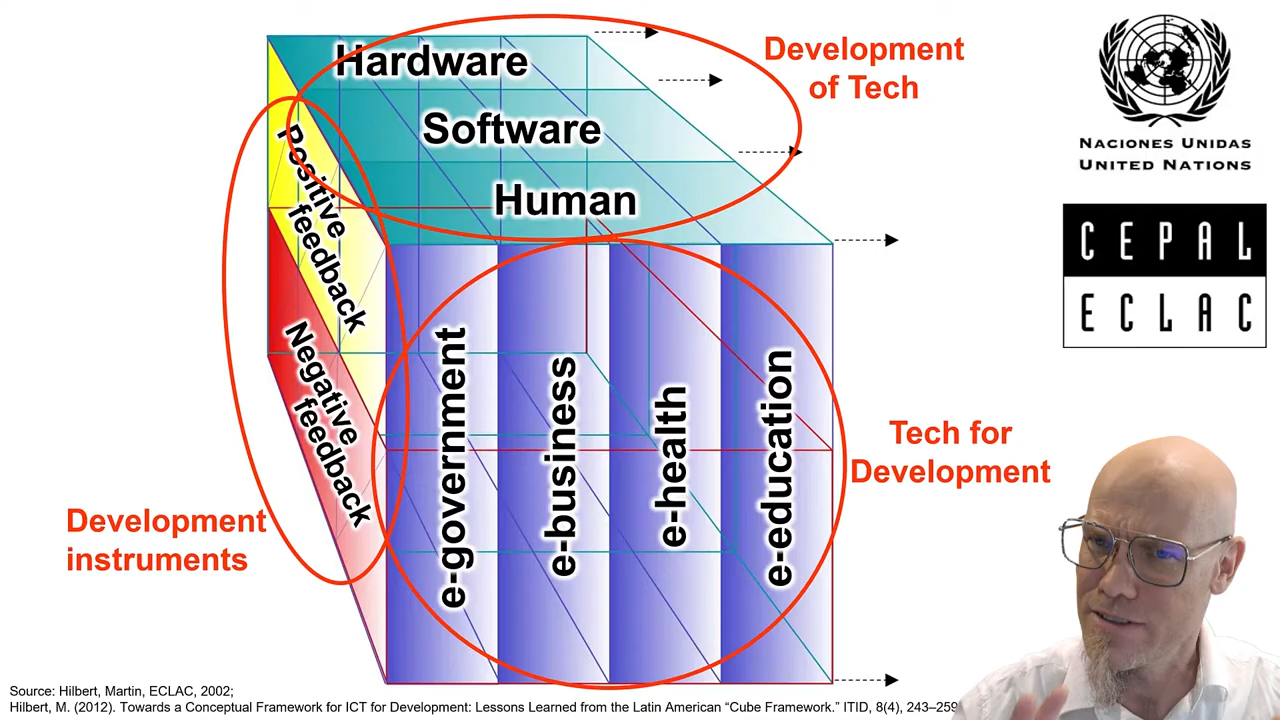 Hardware
Software
Human
Development
of Tech
NACIONES UNIDAS
UNITED NATIONS
CEPAL
ECLAC
Positive
feedback
Negative
feedback
e-government
e-business
e-health
e-education
Tech for
Development
Development
instruments
Source: Hilbert, Martin, ECLAC, 2002;
Hilbert, M. (2012). Towards a Conceptual Framework for ICT for Development: Lessons Learned from the Latin American “Cube Framework.” ITID, 8(4), 243–259